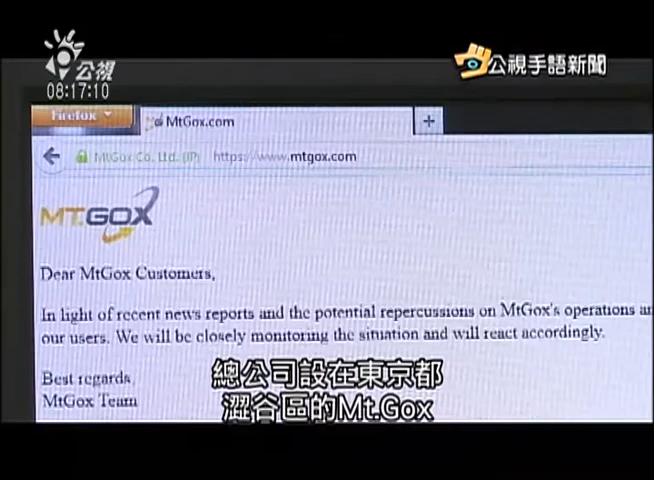 公視
公視手語新聞
08:17:10
Firefox
MtGox.com
MtGox Co. Ltd. (JP) https://www.mtgox.com
MT.GOX
Dear MtGox Customers,
In light of recent news reports and the potential repercussions on MtGox's operations
our users. We will be closely monitoring the situation and will react accordingly.
Best regards,
MtGox Team
總公司設在東京都
澀谷區的Mt.Gox